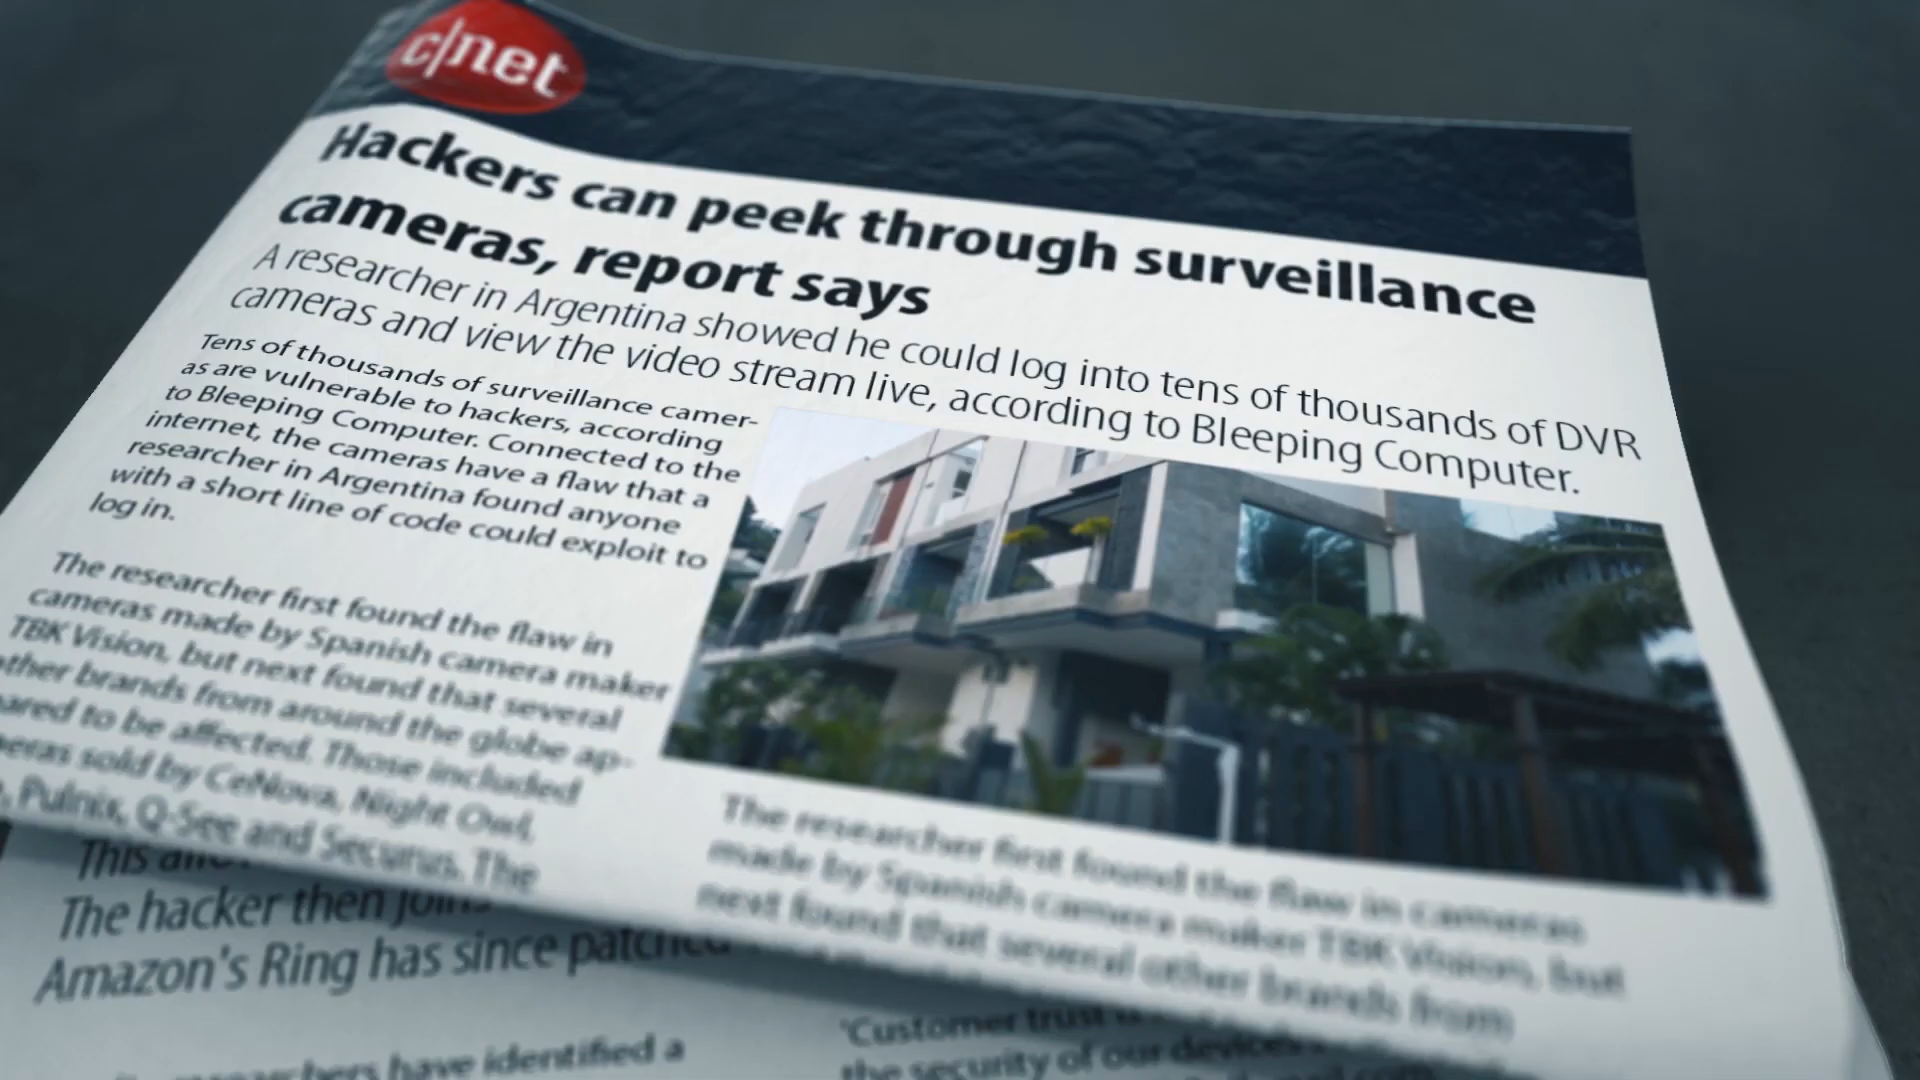 c|net
Hackers can peek through surveillance
cameras, report says
A researcher in Argentina showed he could log into tens of thousands of DVR
cameras and view the video stream live, according to Bleeping Computer.
Tens of thousands of surveillance camer-
as are vulnerable to hackers, according
to Bleeping Computer. Connected to the
internet, the cameras have a flaw that a
researcher in Argentina found anyone
with a short line of code could exploit to
log in.
The researcher first found the flaw in
cameras made by Spanish camera maker
TBK Vision, but next found that several
other brands from around the globe ap-
ared to be affected. Those included
eras sold by CeNova, Night Owl,
Pulnix, Q-See and Securus. The
The researcher first found the flaw in cameras
made by Spanish camera maker TBK Vision, but
next found that several other brands from
This
The hacker then joins
Amazon's Ring has since patched
have identified a
'Customer trust is
the security of our devices